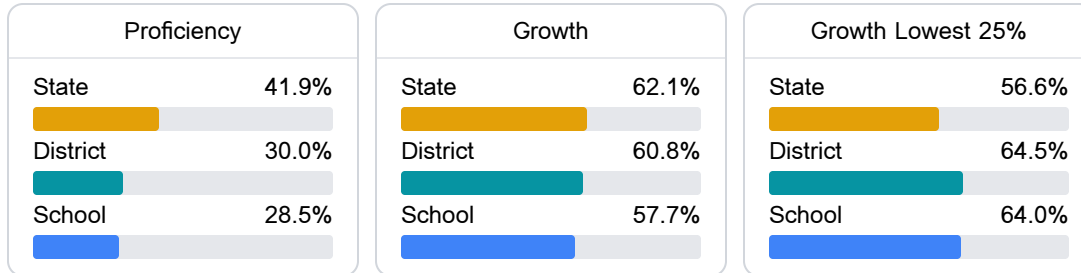 Proficiency
State 41.9%
District 30.0%
School 28.5%
Growth
State 62.1%
District 60.8%
School 57.7%
Growth Lowest 25%
State 56.6%
District 64.5%
School 64.0%